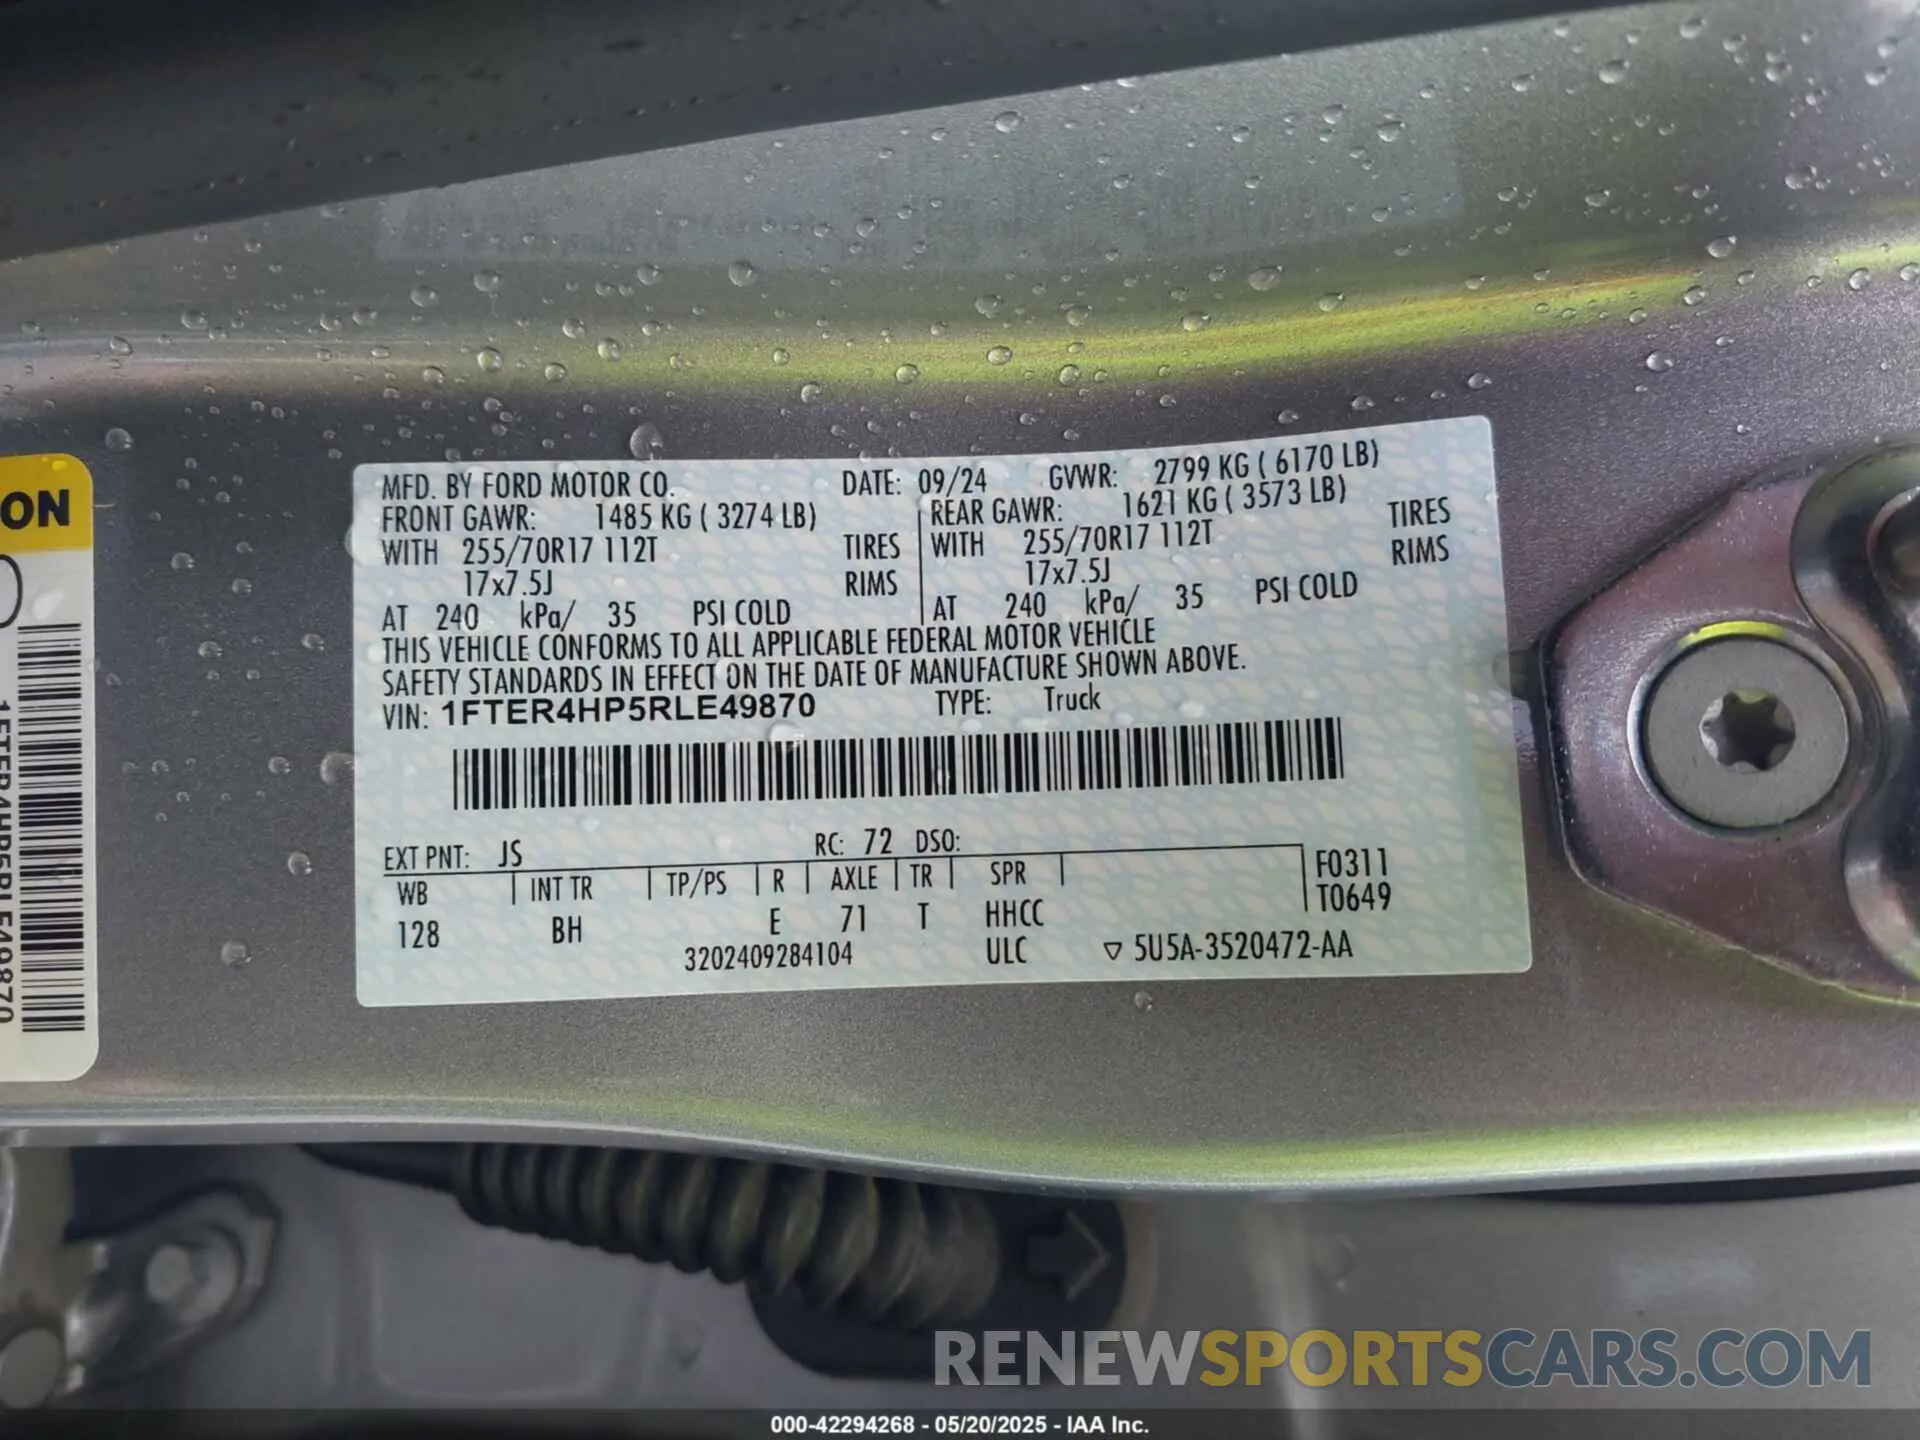 MFD. BY FORD MOTOR CO. DATE: 09/24 GVWR: 2799 KG ( 6170 LB)
FRONT GAWR: 1485 KG ( 3274 LB) REAR GAWR: 1621 KG ( 3573 LB)
WITH 255/70R17 112T TIRES WITH 255/70R17 112T TIRES
17x7.5J RIMS 17x7.5J RIMS
AT 240 kPa/ 35 PSI COLD AT 240 kPa/ 35 PSI COLD
THIS VEHICLE CONFORMS TO ALL APPLICABLE FEDERAL MOTOR VEHICLE
SAFETY STANDARDS IN EFFECT ON THE DATE OF MANUFACTURE SHOWN ABOVE.
VIN: 1FTER4HP5RLE49870 TYPE: Truck
EXT PNT: JS RC: 72 DSO:
WB INT TR TP/PS R AXLE TR SPR F0311
128 BH E 71 T HHCC T0649
3202409284104 ULC ▽ 5U5A-3520472-AA
ON
1FTER4HP5RLE49870
RENEWSPORTSCARS.COM
000-42294268 - 05/20/2025 - IAA Inc.